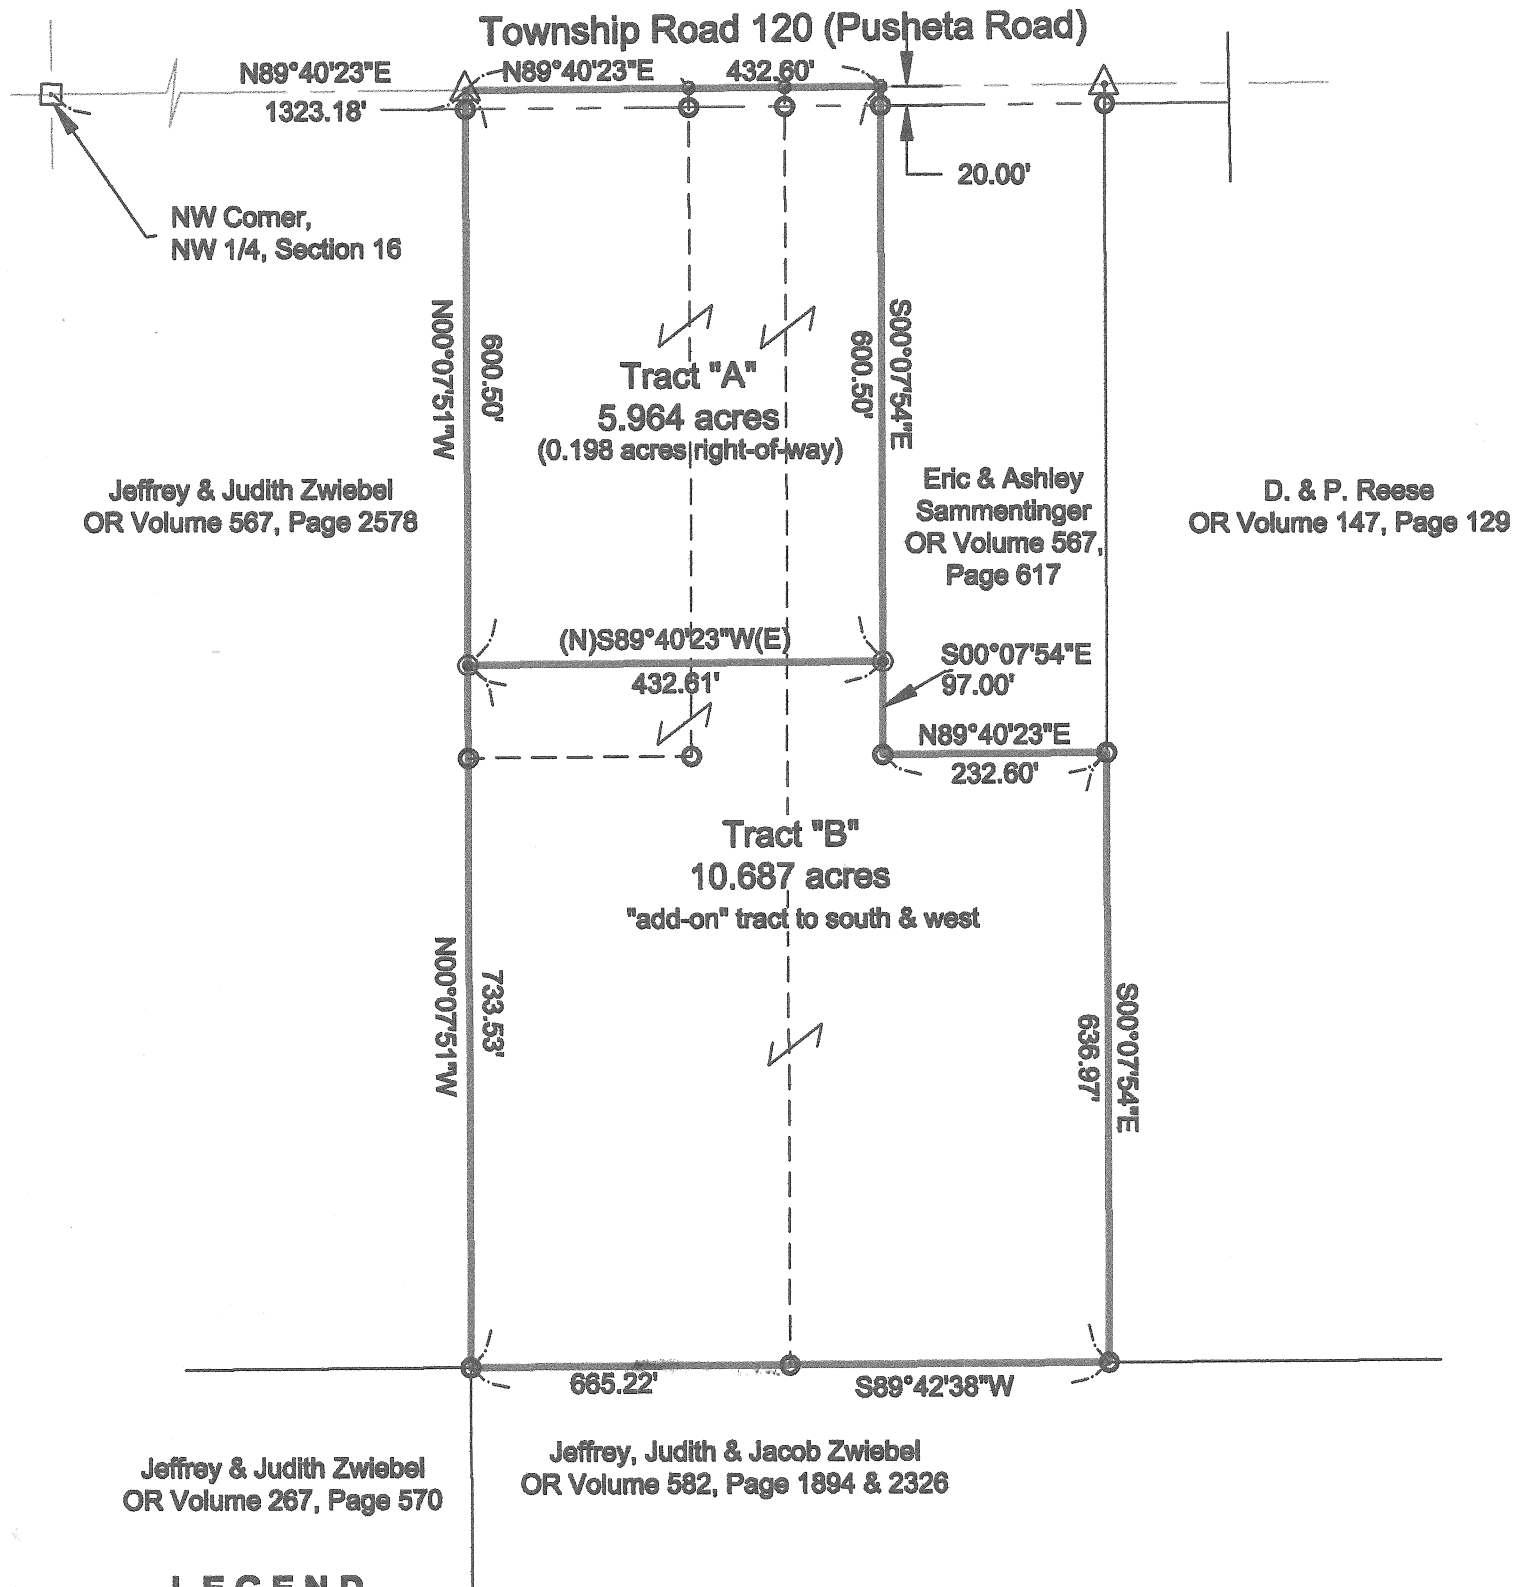 Township Road 120 (Pusheta Road)
N89°40'23"E
1323.18'
N89°40'23"E
432.60'
20.00'
NW Corner,
NW 1/4, Section 16
N00°07'51"W
600.50'
S00°07'54"E
600.50'
Tract "A"
5.964 acres
(0.198 acres right-of-way)
Jeffrey & Judith Zwiebel
OR Volume 567, Page 2578
Eric & Ashley
Sammentinger
OR Volume 567,
Page 617
D. & P. Reese
OR Volume 147, Page 129
(N)S89°40'23"W(E)
432.61'
S00°07'54"E
97.00'
N89°40'23"E
232.60'
Tract "B"
10.687 acres
"add-on" tract to south & west
N00°07'51"W
733.53'
S00°07'54"E
636.97'
665.22'
S89°42'38"W
Jeffrey & Judith Zwiebel
OR Volume 267, Page 570
Jeffrey, Judith & Jacob Zwiebel
OR Volume 582, Page 1894 & 2326
LEGEND